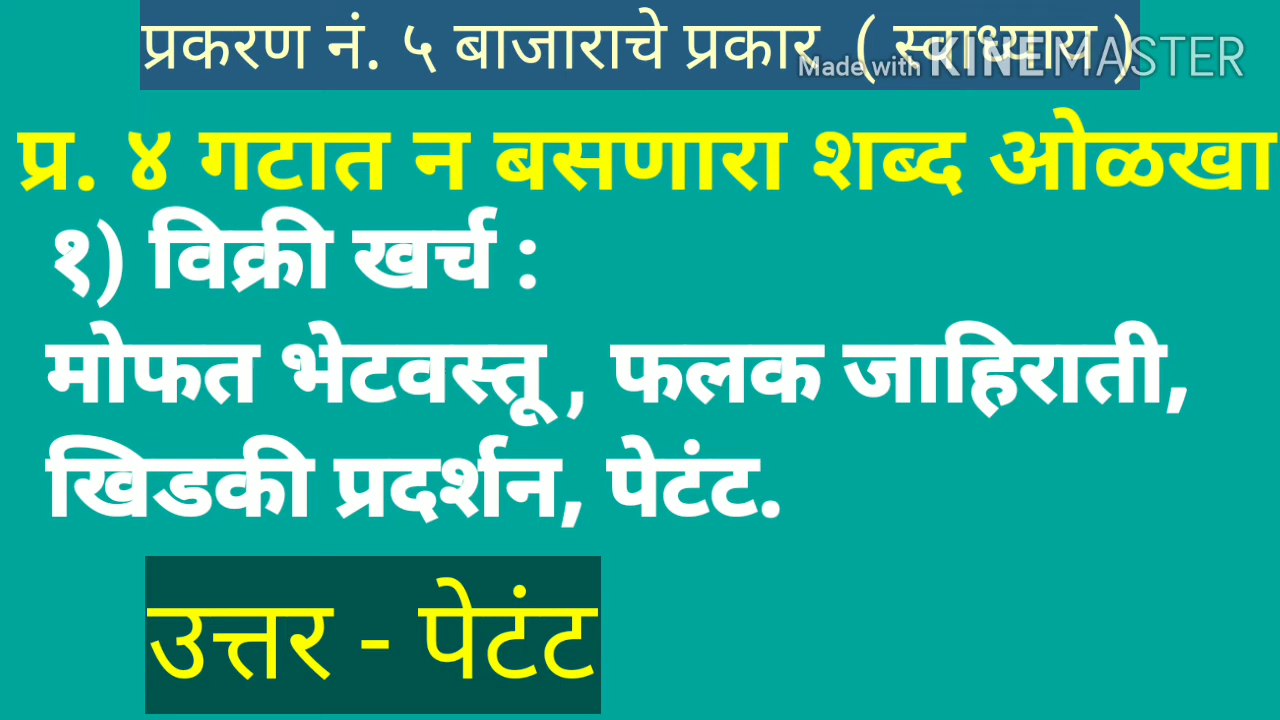 प्रकरण नं. ५ बाजाराचे प्रकार ( स्वाध्याय )
Made with KINEMASTER
प्र. ४ गटात न बसणारा शब्द ओळखा
१) विक्री खर्च :
मोफत भेटवस्तू , फलक जाहिराती,
खिडकी प्रदर्शन, पेटंट.
उत्तर - पेटंट